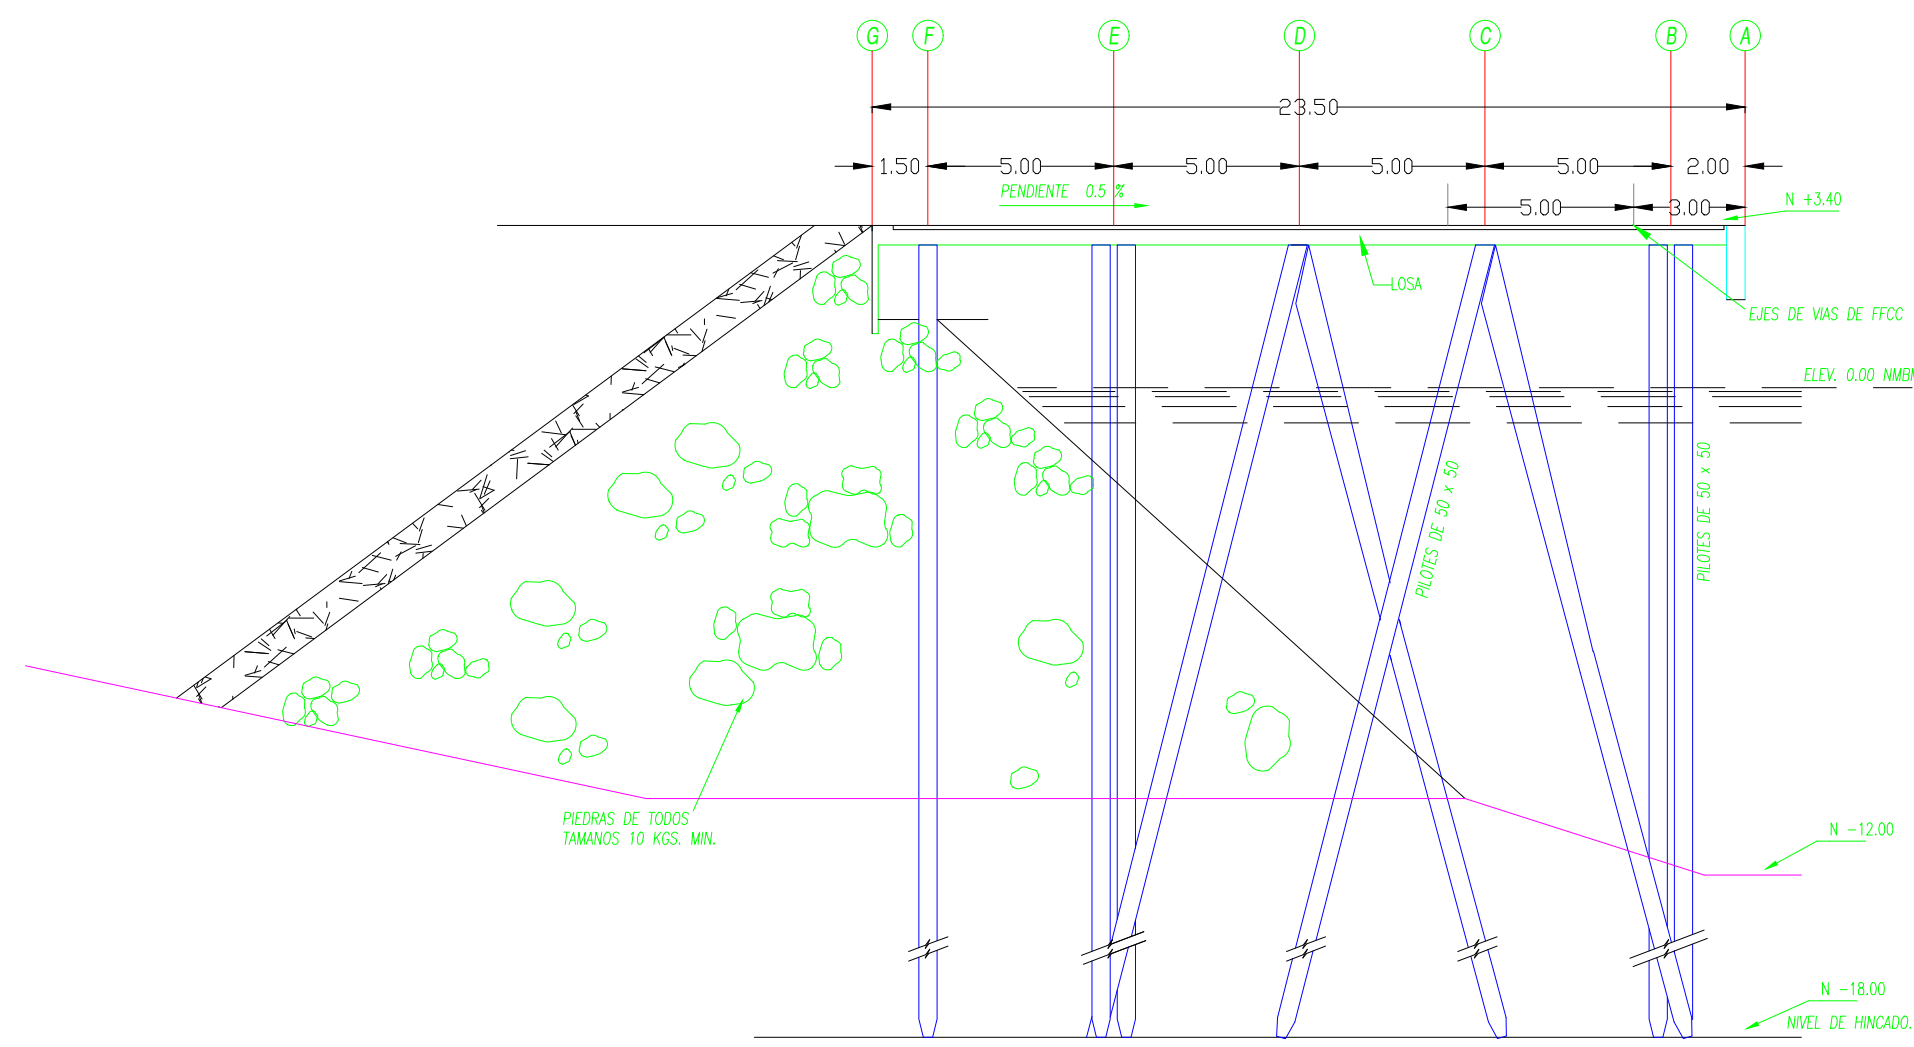 G F E D C B A
23.50
1.50 5.00 5.00 5.00 5.00 2.00
PENDIENTE 0.5 %
5.00 3.00
N +3.40
LOSA
EJES DE VIAS DE FFCC
ELEV. 0.00
PILOTES DE 50 x 50
PILOTES DE 50 x 50
PIEDRAS DE TODOS
TAMANOS 10 KGS. MIN.
N -12.00
N -18.00
NIVEL DE HINCADO.